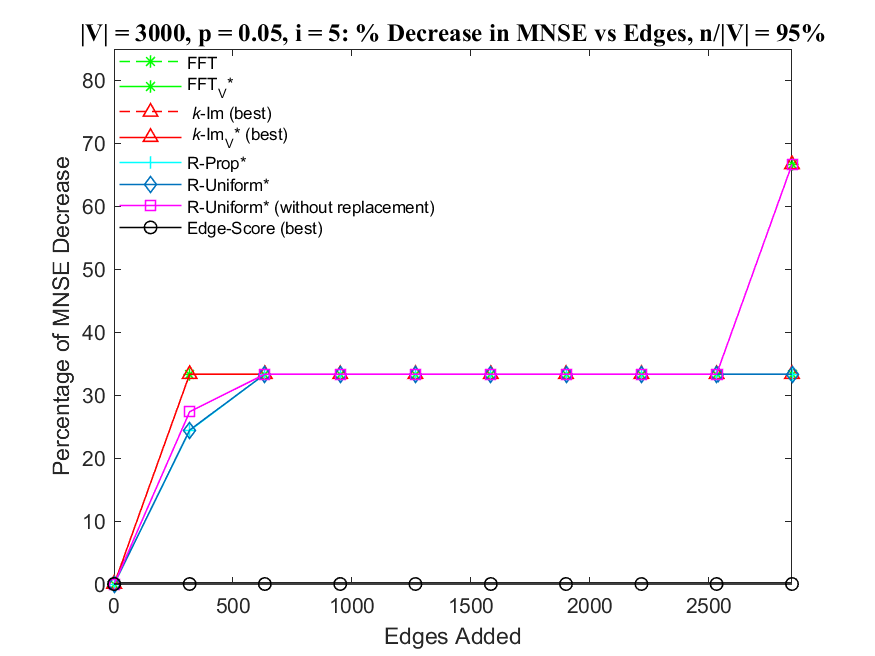 |V| = 3000, p = 0.05, i = 5: % Decrease in MNSE vs Edges, n/|V| = 95%
Percentage of MNSE Decrease
80
70
60
50
40
30
20
10
0
FFT
FFT_V*
k-Im (best)
k-Im_V* (best)
R-Prop*
R-Uniform*
R-Uniform* (without replacement)
Edge-Score (best)
0 500 1000 1500 2000 2500
Edges Added